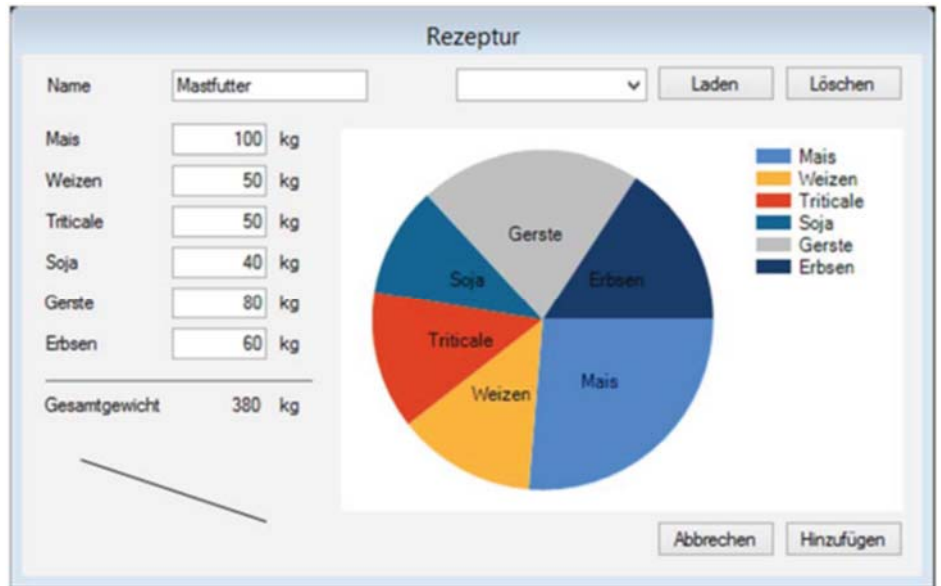 Rezeptur
Name Mastfutter Laden Löschen
Mais 100 kg
Weizen 50 kg
Triticale 50 kg
Soja 40 kg
Gerste 80 kg
Erbsen 60 kg
Gesamtgewicht 380 kg
Gerste
Erbsen
Soja
Triticale
Weizen
Mais
Mais
Weizen
Triticale
Soja
Gerste
Erbsen
Abbrechen Hinzufügen